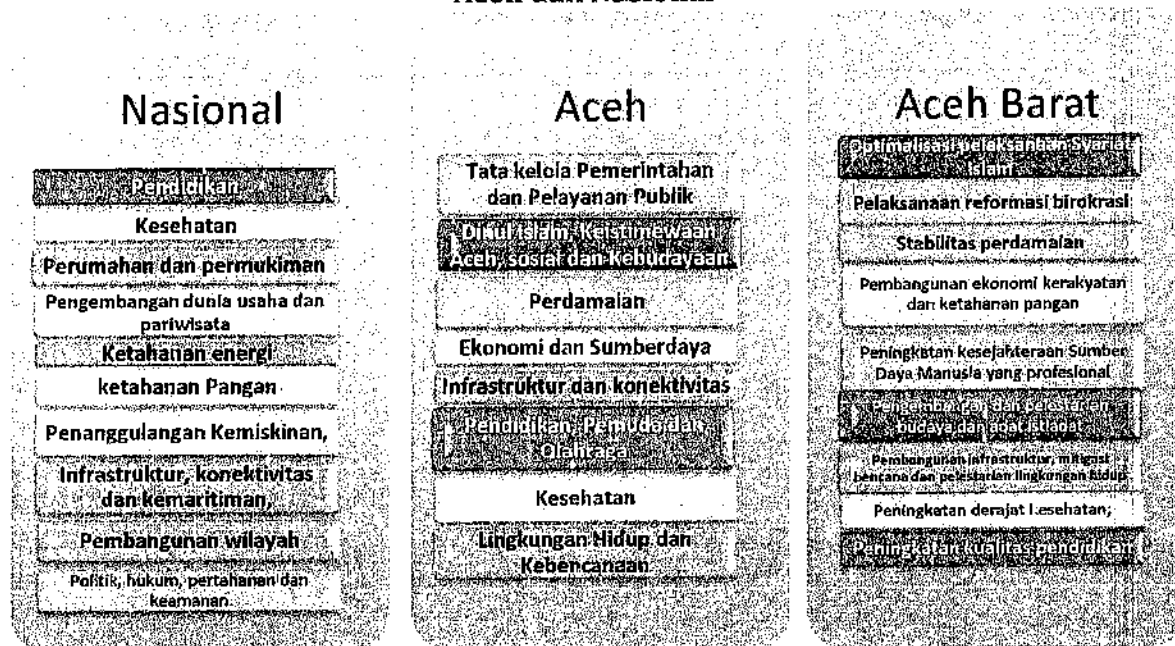 Aceh dan Nasional
Nasional
Pendidikan
Kesehatan
Perumahan dan permukiman
Pengembangan dunia usaha dan
pariwisata
Ketahanan energi
ketahanan Pangan
Penanggulangan Kemiskinan,
Infrastruktur, konektivitas
dan kemaritiman,
Pembangunan wilayah
Politik, hukum, pertahanan dan
keamanan
Aceh
Tata kelola Pemerintahan
dan Pelayanan Publik
Dinul islam, Keistimewaan
Aceh, sosial dan Kebudayaan
Perdamaian
Ekonomi dan Sumberdaya
Infrastruktur dan konektivitas
Pendidikan, Pemuda dan
Olahraga
Kesehatan
Lingkungan Hidup dan
Kebencanaan
Aceh Barat
Optimalisasi pelaksanaan Syariat
Islam
Pelaksanaan reformasi birokrasi
Stabilitas perdamaian
Pembangunan ekonomi kerakyatan
dan ketahanan pangan
Peningkatan kesejahteraan Sumber
Daya Manusia yang profesional
Pengembangan dan pelestarian
budaya dan adat istiadat
Pembangunan infrastruktur, mitigasi
bencana dan pelestarian lingkungan hidup
Peningkatan derajat kesehatan;
Peningkatan kualitas pendidikan